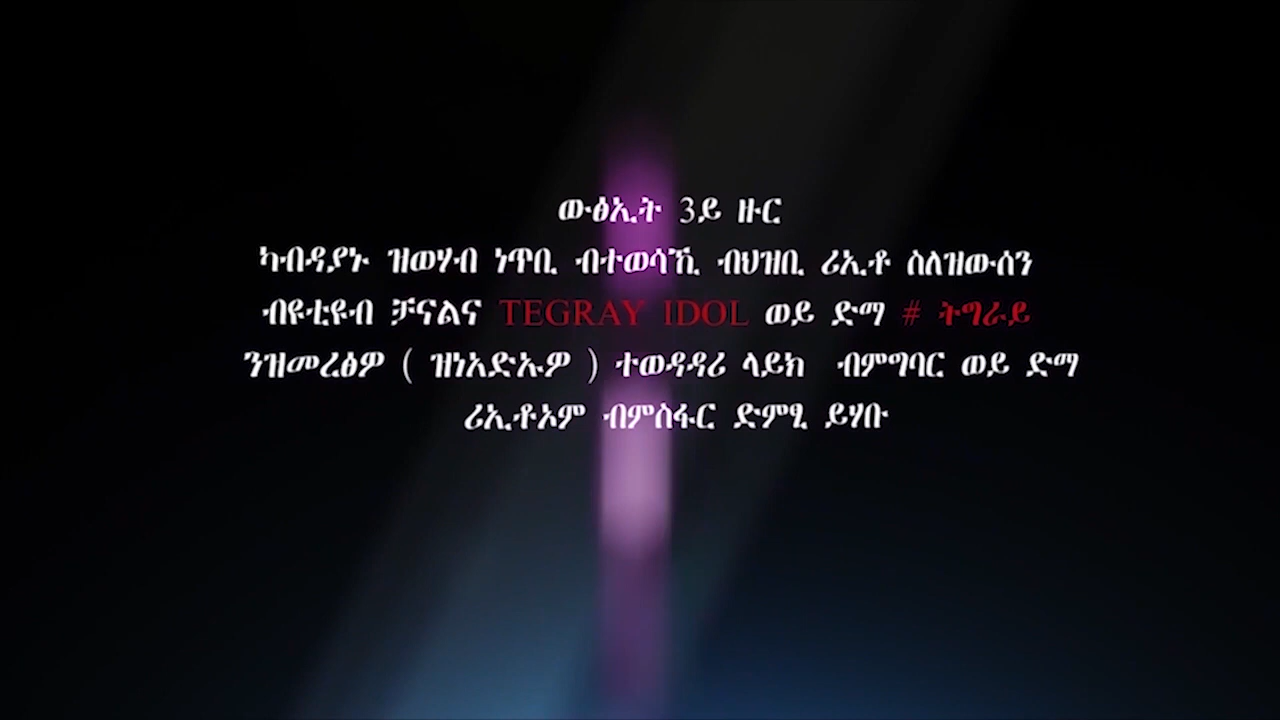 ውፅኢት 3ይ ዙር
ካብዳያኑ ዝወሃብ ነጥቢ ብተወሳኺ ብህዝቢ ሪኢቶ ስለዝውሰን
ብዩቲዩብ ቻናልና TEGRAY IDOL ወይ ድማ # ትግራይ
ንዝመረፅዎ ( ዝነአድኡዎ ) ተወዳዳሪ ላይክ ብምግባር ወይ ድማ
ሪኢቶኦም ብምስፋር ድምፂ ይሃቡ